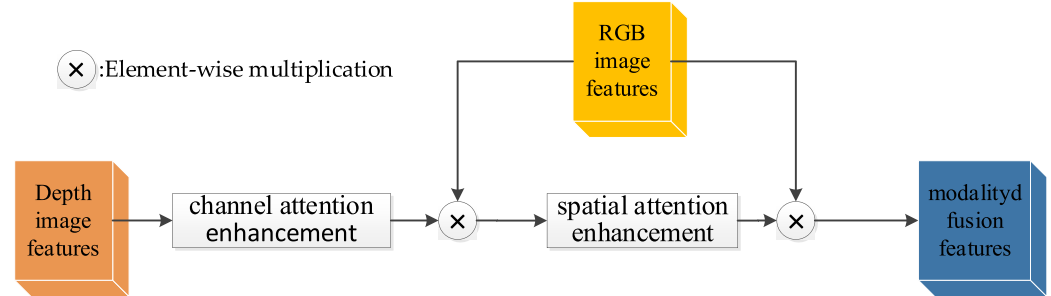 RGB
image
features
×:Element-wise multiplication
Depth
image
features
channel attention
enhancement
×
spatial attention
enhancement
×
modalityd
fusion
features